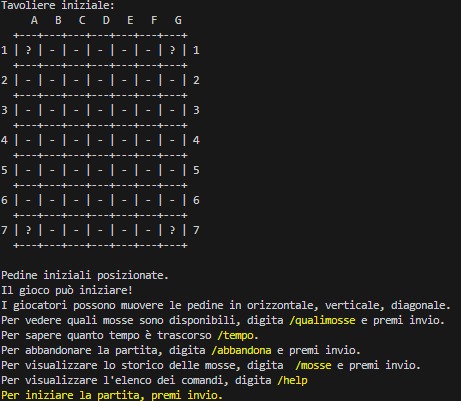 Tavoliere iniziale:
    A   B   C   D   E   F   G
  +---+---+---+---+---+---+---+
1 | ? | - | - | - | - | - | ? | 1
  +---+---+---+---+---+---+---+
2 | - | - | - | - | - | - | - | 2
  +---+---+---+---+---+---+---+
3 | - | - | - | - | - | - | - | 3
  +---+---+---+---+---+---+---+
4 | - | - | - | - | - | - | - | 4
  +---+---+---+---+---+---+---+
5 | - | - | - | - | - | - | - | 5
  +---+---+---+---+---+---+---+
6 | - | - | - | - | - | - | - | 6
  +---+---+---+---+---+---+---+
7 | ? | - | - | - | - | - | ? | 7
  +---+---+---+---+---+---+---+
Pedine iniziali posizionate.
Il gioco può iniziare!
I giocatori possono muovere le pedine in orizzontale, verticale, diagonale.
Per vedere quali mosse sono disponibili, digita /qualimosse e premi invio.
Per sapere quanto tempo è trascorso /tempo.
Per abbandonare la partita, digita /abbandona e premi invio.
Per visualizzare lo storico delle mosse, digita  /mosse e premi invio.
Per visualizzare l'elenco dei comandi, digita /help
Per iniziare la partita, premi invio.